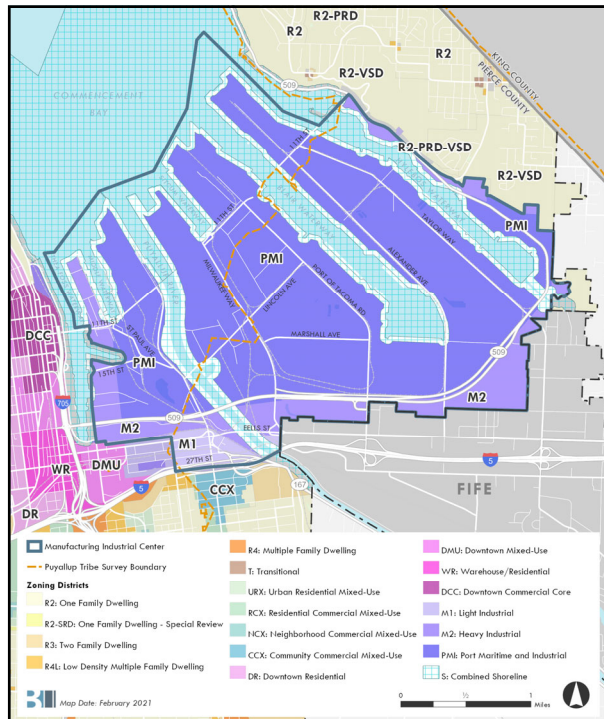 R2-PRD
R2
R2
KING COUNTY
PIERCE COUNTY
509
R2-VSD
COMMENCEMENT
BAY
R2-PRD-VSD
11TH ST
R2-VSD
PMI
TAYLOR WAY
11TH ST
PMI
ALEXANDER AVE
MILWAUKEE WAY
LINCOLN AVE
PORT OF TACOMA RD
DCC
11TH ST
ST PAUL AVE
MARSHALL AVE
PMI
509
15TH ST
705
509
M2
M2
EELLS ST
M1
27TH ST
WR
DMU
5
5
CCX
167
FIFE
DR
Manufacturing Industrial Center
Puyallup Tribe Survey Boundary
Zoning Districts
R2: One Family Dwelling
R2-SRD: One Family Dwelling - Special Review
R3: Two Family Dwelling
R4L: Low Density Multiple Family Dwelling
R4: Multiple Family Dwelling
T: Transitional
URX: Urban Residential Mixed-Use
RCX: Residential Commercial Mixed-Use
NCX: Neighborhood Commercial Mixed-Use
CCX: Community Commercial Mixed-Use
DR: Downtown Residential
DMU: Downtown Mixed-Use
WR: Warehouse/Residential
DCC: Downtown Commercial Core
M1: Light Industrial
M2: Heavy Industrial
PMI: Port Maritime and Industrial
S: Combined Shoreline
Map Date: February 2021
0 ½ 1
Miles